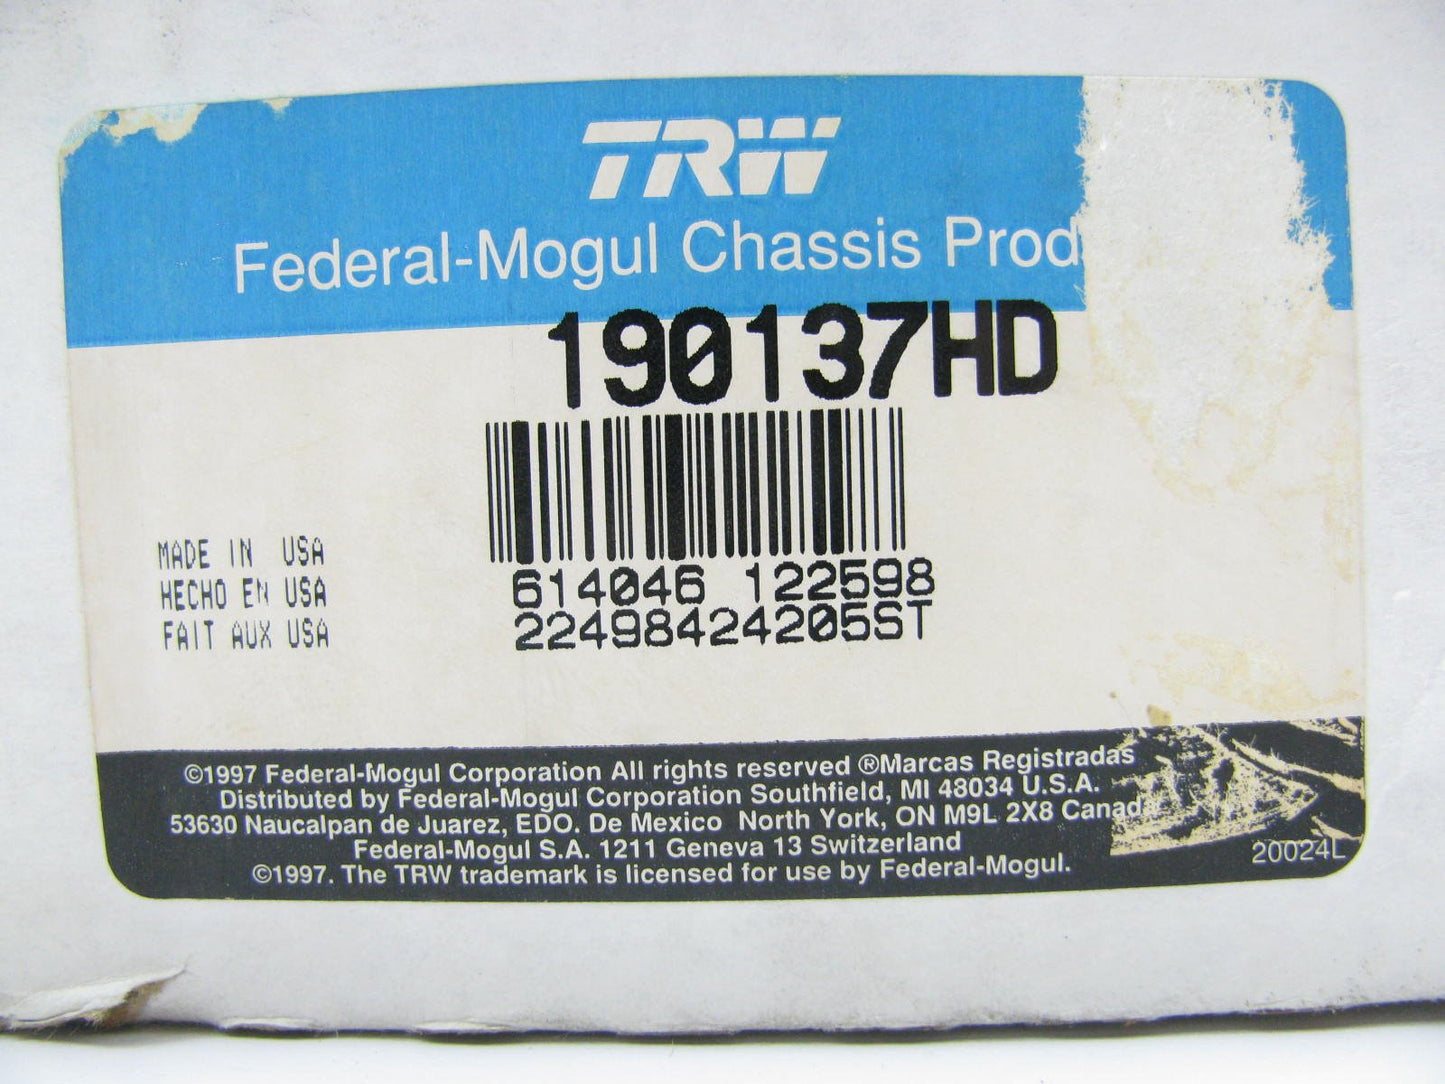 TRW
Federal-Mogul Chassis Prod
190137HD
MADE IN USA
HECHO EN USA
FAIT AUX USA
614046 122598
22498424205ST
©1997 Federal-Mogul Corporation All rights reserved ®Marcas Registradas
Distributed by Federal-Mogul Corporation Southfield, MI 48034 U.S.A.
53630 Naucalpan de Juarez, EDO. De Mexico North York, ON M9L 2X8 Canada
Federal-Mogul S.A. 1211 Geneva 13 Switzerland
©1997. The TRW trademark is licensed for use by Federal-Mogul.
20024L